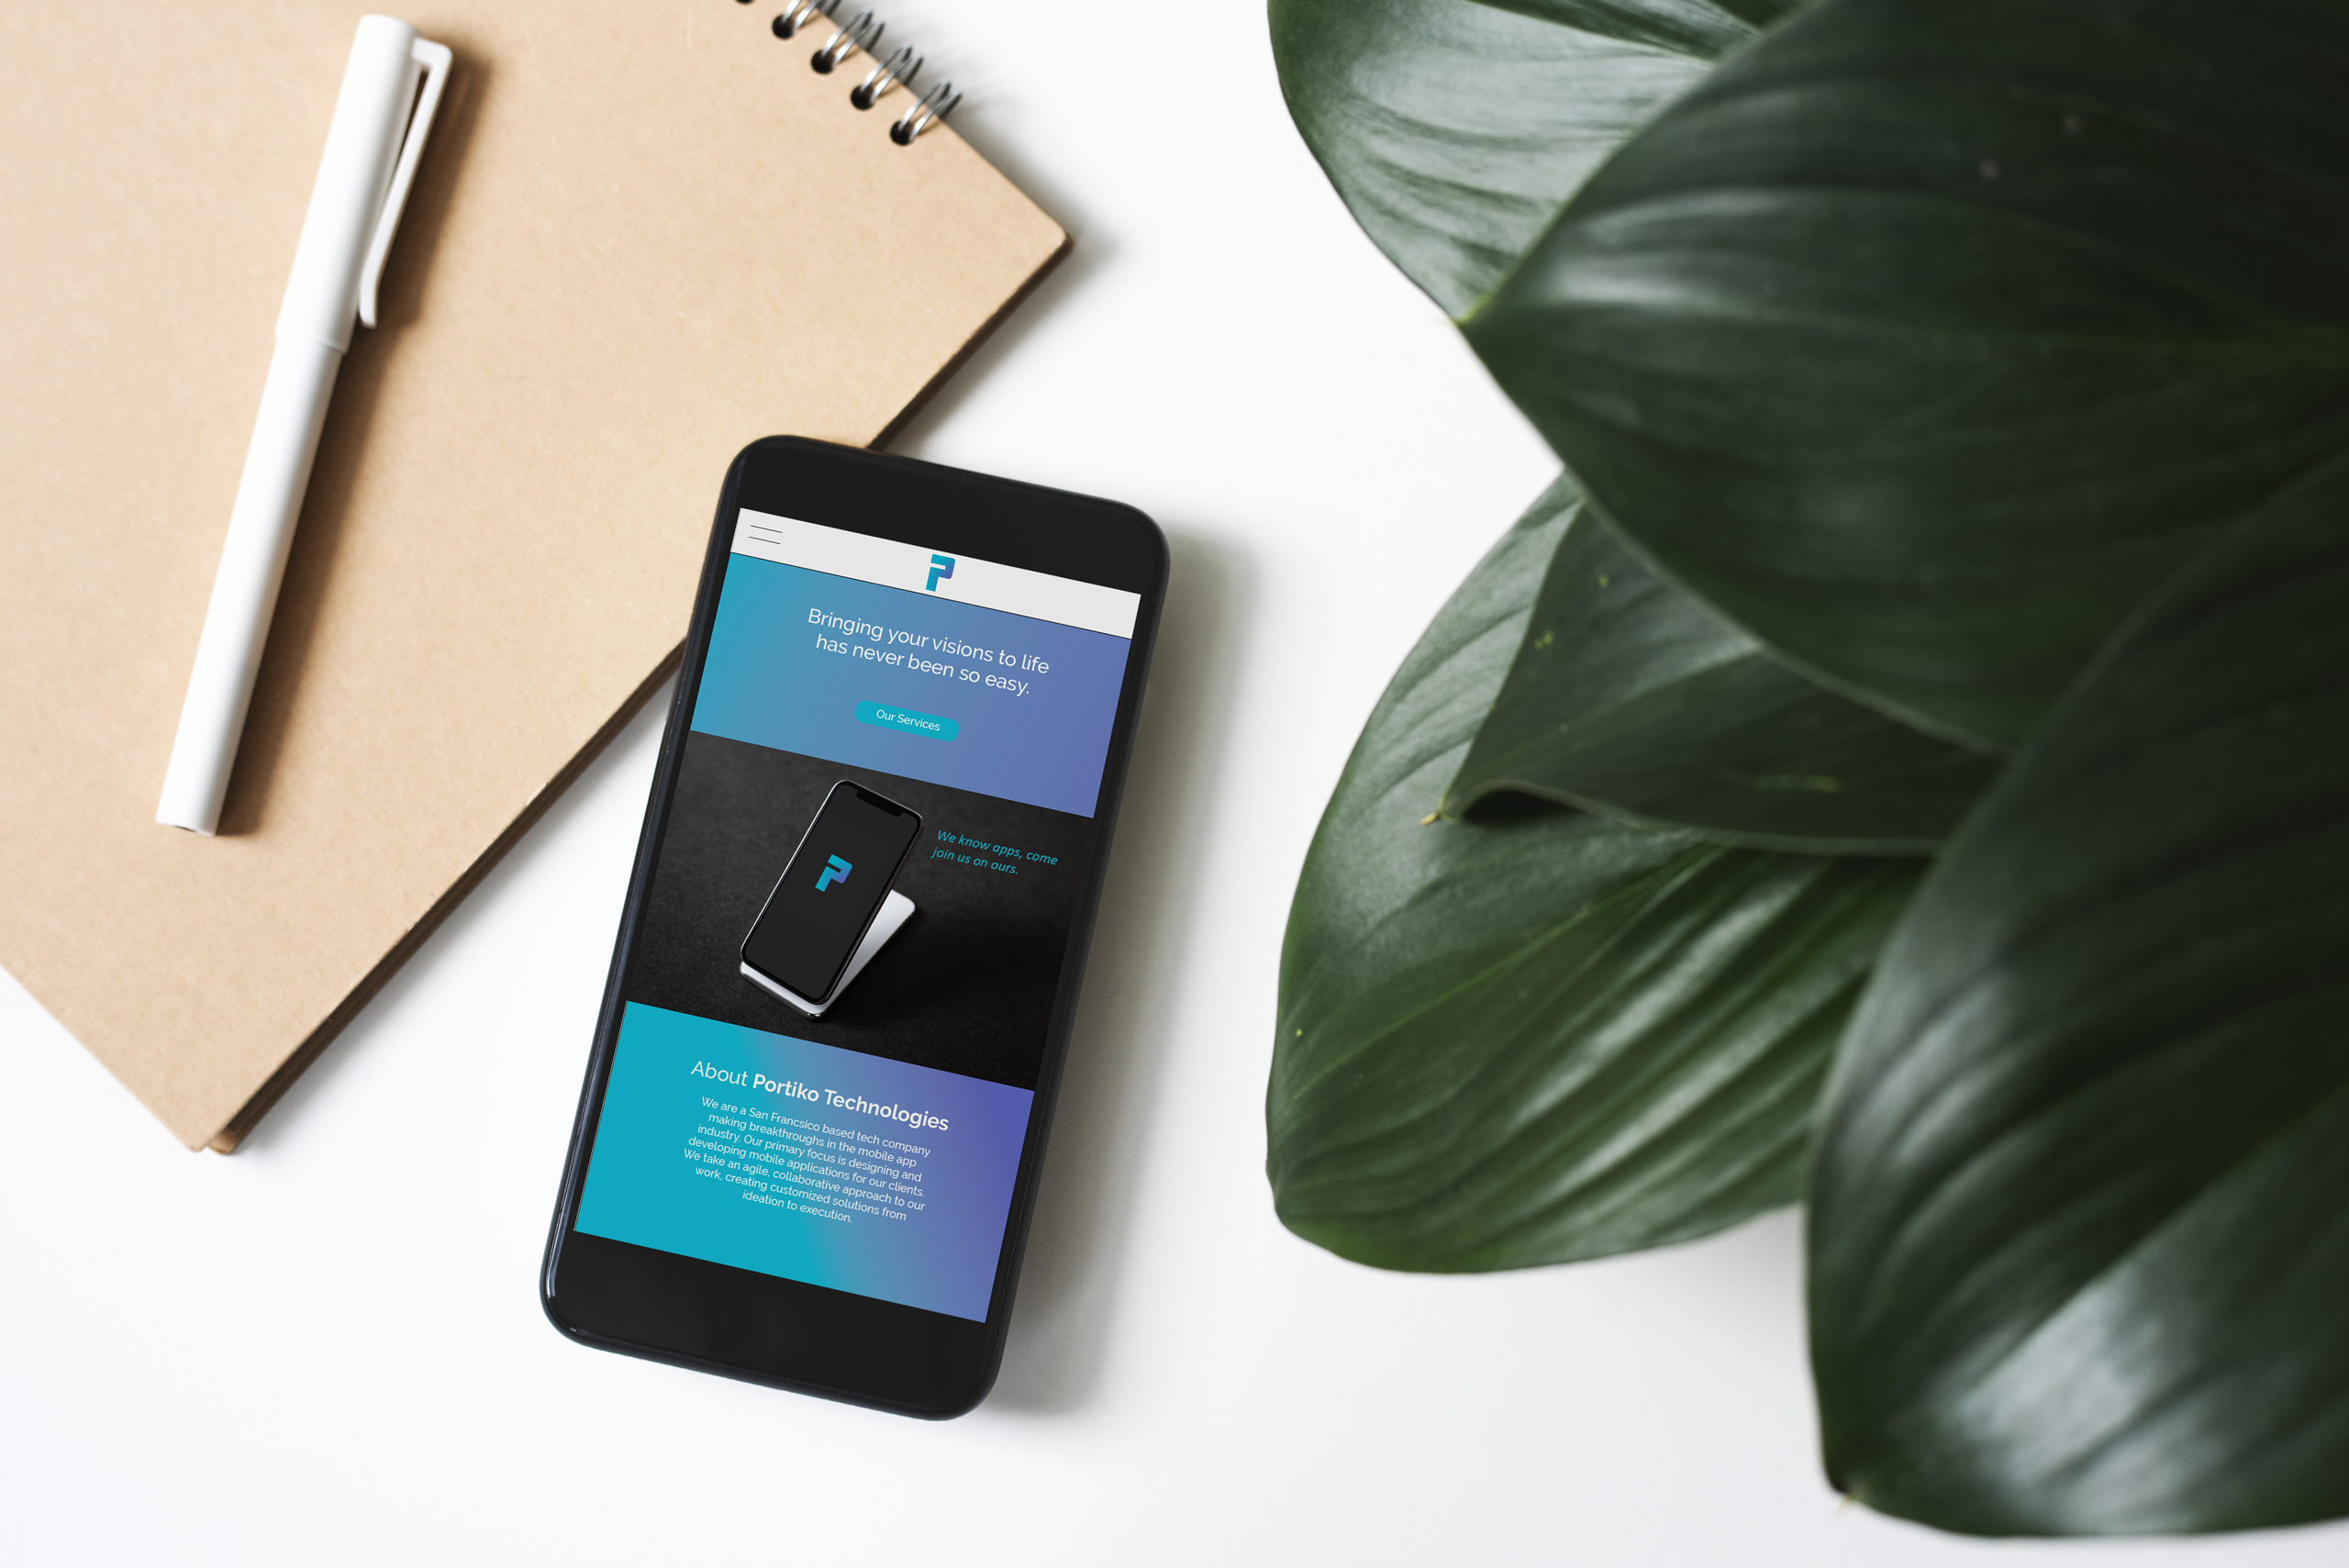 P
Bringing your visions to life
has never been so easy.
Our Services
P
We know apps, come
join us on ours.
About Portiko Technologies
We are a San Francsico based tech company
making breakthroughs in the mobile app
industry. Our primary focus is designing and
developing mobile applications for our clients.
We take an agile, collaborative approach to our
work, creating customized solutions from
ideation to execution.